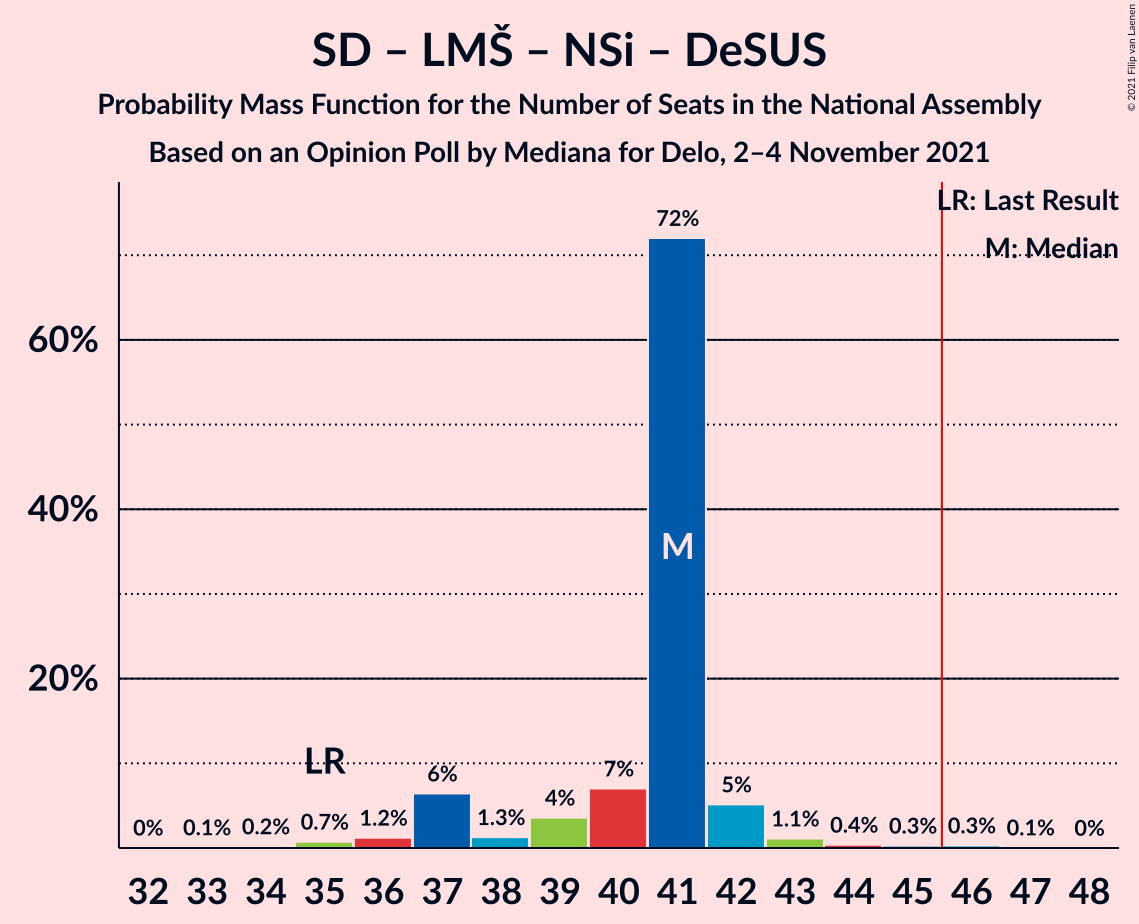 SD – LMŠ – NSi – DeSUS
Probability Mass Function for the Number of Seats in the National Assembly
Based on an Opinion Poll by Mediana for Delo, 2–4 November 2021
© 2021 Filip van Laenen
LR: Last Result
M: Median
72%
60%
40%
M
20%
LR
0% 0.1% 0.2% 0.7% 1.2% 6% 1.3% 4% 7% 5% 1.1% 0.4% 0.3% 0.3% 0.1% 0%
32 33 34 35 36 37 38 39 40 41 42 43 44 45 46 47 48